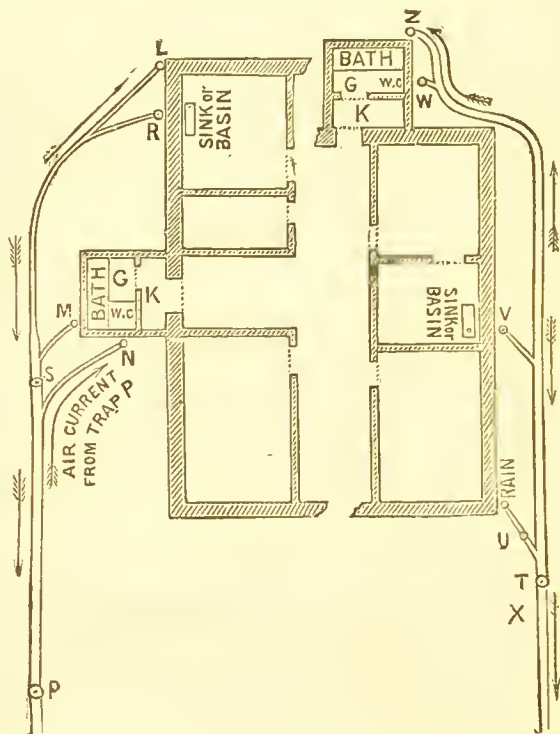 L
R
SINK or
BASIN
BATH
G
W.C
K
M
N
S
AIR CURRENT
FROM TRAP P
P
N
BATH
G
W.C
W
K
SINK or
BASIN
V
RAIN
U
T
X